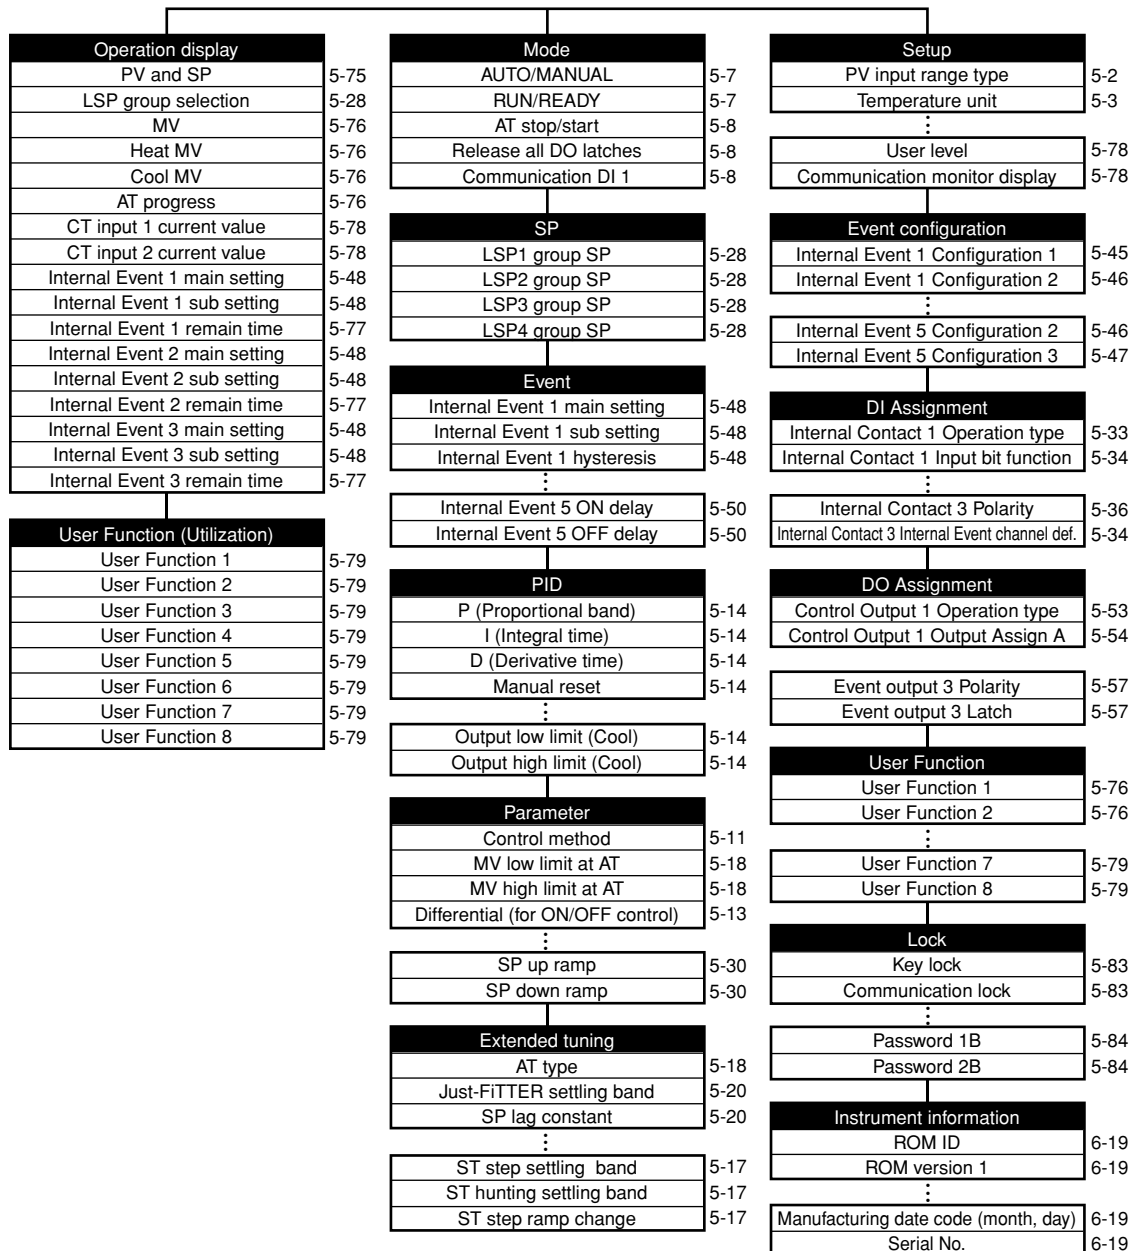 Operation display
PV and SP 5-75
LSP group selection 5-28
MV 5-76
Heat MV 5-76
Cool MV 5-76
AT progress 5-76
CT input 1 current value 5-78
CT input 2 current value 5-78
Internal Event 1 main setting 5-48
Internal Event 1 sub setting 5-48
Internal Event 1 remain time 5-77
Internal Event 2 main setting 5-48
Internal Event 2 sub setting 5-48
Internal Event 2 remain time 5-77
Internal Event 3 main setting 5-48
Internal Event 3 sub setting 5-48
Internal Event 3 remain time 5-77
User Function (Utilization)
User Function 1 5-79
User Function 2 5-79
User Function 3 5-79
User Function 4 5-79
User Function 5 5-79
User Function 6 5-79
User Function 7 5-79
User Function 8 5-79
Mode
AUTO/MANUAL 5-7
RUN/READY 5-7
AT stop/start 5-8
Release all DO latches 5-8
Communication DI 1 5-8
SP
LSP1 group SP 5-28
LSP2 group SP 5-28
LSP3 group SP 5-28
LSP4 group SP 5-28
Event
Internal Event 1 main setting 5-48
Internal Event 1 sub setting 5-48
Internal Event 1 hysteresis 5-48
Internal Event 5 ON delay 5-50
Internal Event 5 OFF delay 5-50
PID
P (Proportional band) 5-14
I (Integral time) 5-14
D (Derivative time) 5-14
Manual reset 5-14
Output low limit (Cool) 5-14
Output high limit (Cool) 5-14
Parameter
Control method 5-11
MV low limit at AT 5-18
MV high limit at AT 5-18
Differential (for ON/OFF control) 5-13
SP up ramp 5-30
SP down ramp 5-30
Extended tuning
AT type 5-18
Just-FiTTER settling band 5-20
SP lag constant 5-20
ST step settling band 5-17
ST hunting settling band 5-17
ST step ramp change 5-17
Setup
PV input range type 5-2
Temperature unit 5-3
User level 5-78
Communication monitor display 5-78
Event configuration
Internal Event 1 Configuration 1 5-45
Internal Event 1 Configuration 2 5-46
Internal Event 5 Configuration 2 5-46
Internal Event 5 Configuration 3 5-47
DI Assignment
Internal Contact 1 Operation type 5-33
Internal Contact 1 Input bit function 5-34
Internal Contact 3 Polarity 5-36
Internal Contact 3 Internal Event channel def. 5-34
DO Assignment
Control Output 1 Operation type 5-53
Control Output 1 Output Assign A 5-54
Event output 3 Polarity 5-57
Event output 3 Latch 5-57
User Function
User Function 1 5-76
User Function 2 5-76
User Function 7 5-79
User Function 8 5-79
Lock
Key lock 5-83
Communication lock 5-83
Password 1B 5-84
Password 2B 5-84
Instrument information
ROM ID 6-19
ROM version 1 6-19
Manufacturing date code (month, day) 6-19
Serial No. 6-19